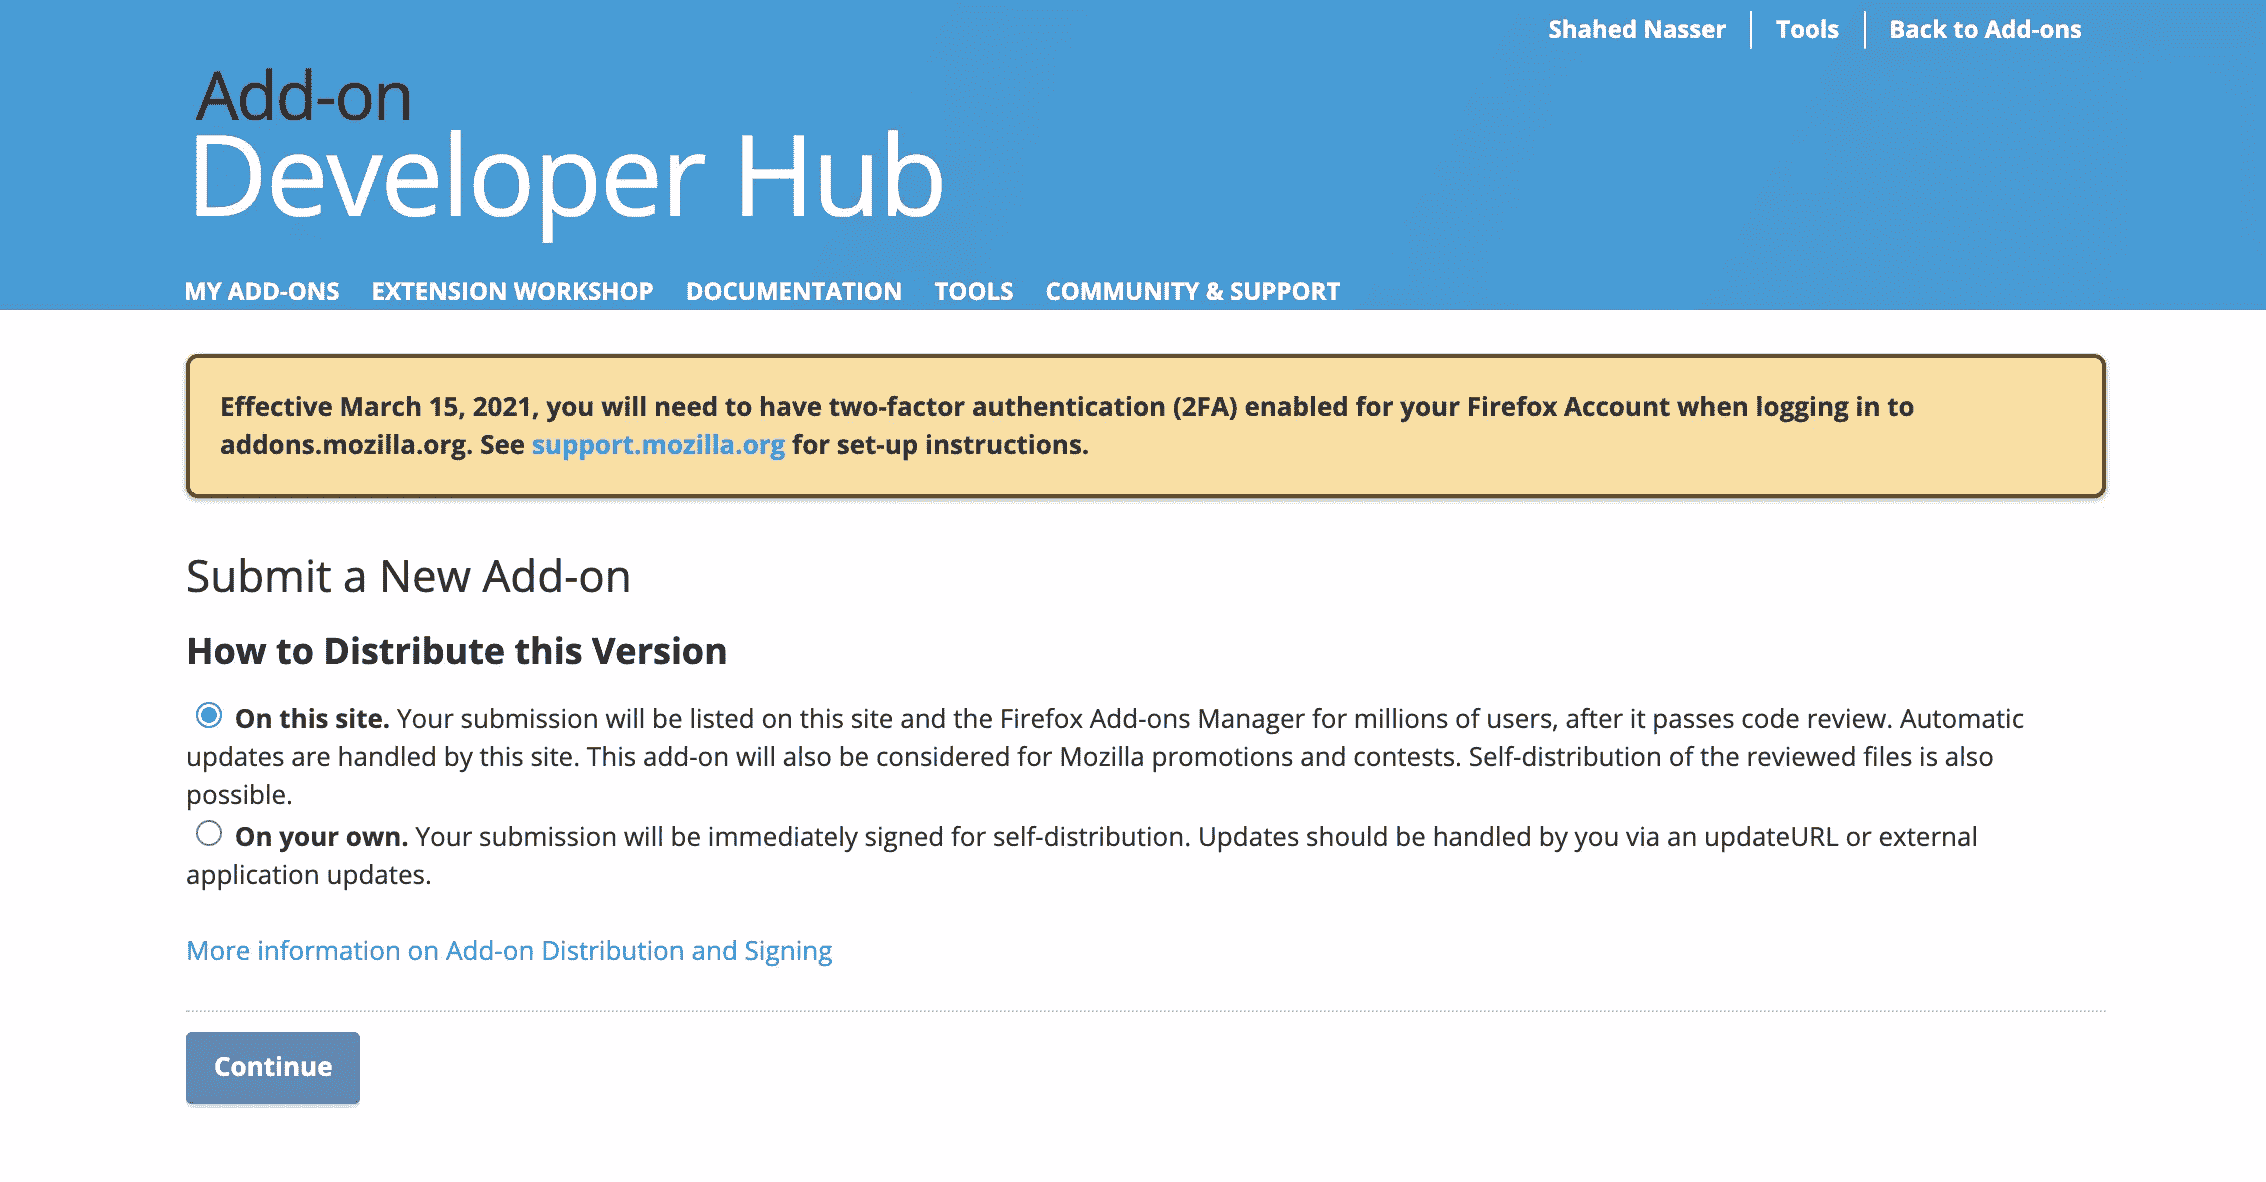 Shahed Nasser
Tools
Back to Add-ons
Add-on
Developer Hub
MY ADD-ONS
EXTENSION WORKSHOP
DOCUMENTATION
TOOLS
COMMUNITY & SUPPORT
Effective March 15, 2021, you will need to have two-factor authentication (2FA) enabled for your Firefox Account when logging in to
addons.mozilla.org. See support.mozilla.org for set-up instructions.
Submit a New Add-on
How to Distribute this Version
On this site. Your submission will be listed on this site and the Firefox Add-ons Manager for millions of users, after it passes code review. Automatic
updates are handled by this site. This add-on will also be considered for Mozilla promotions and contests. Self-distribution of the reviewed files is also
possible.
On your own. Your submission will be immediately signed for self-distribution. Updates should be handled by you via an updateURL or external
application updates.
More information on Add-on Distribution and Signing
Continue